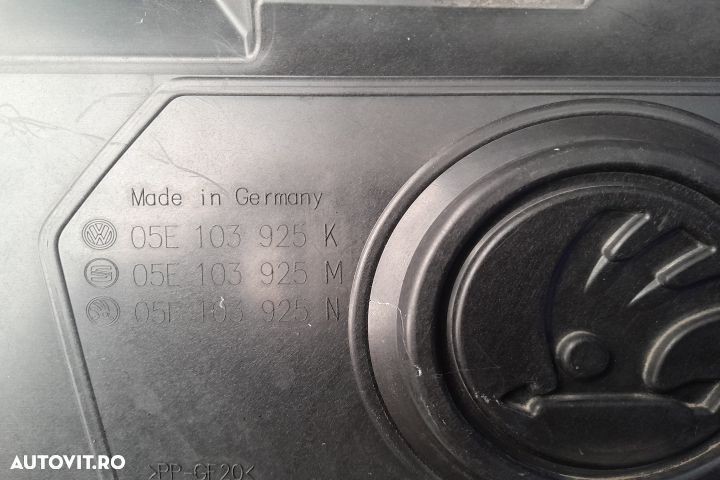 Made in Germany
05E 103 925 K
05E 103 925 M
05E 103 925 N
>PP-GF20<
AUTOVIT.RO